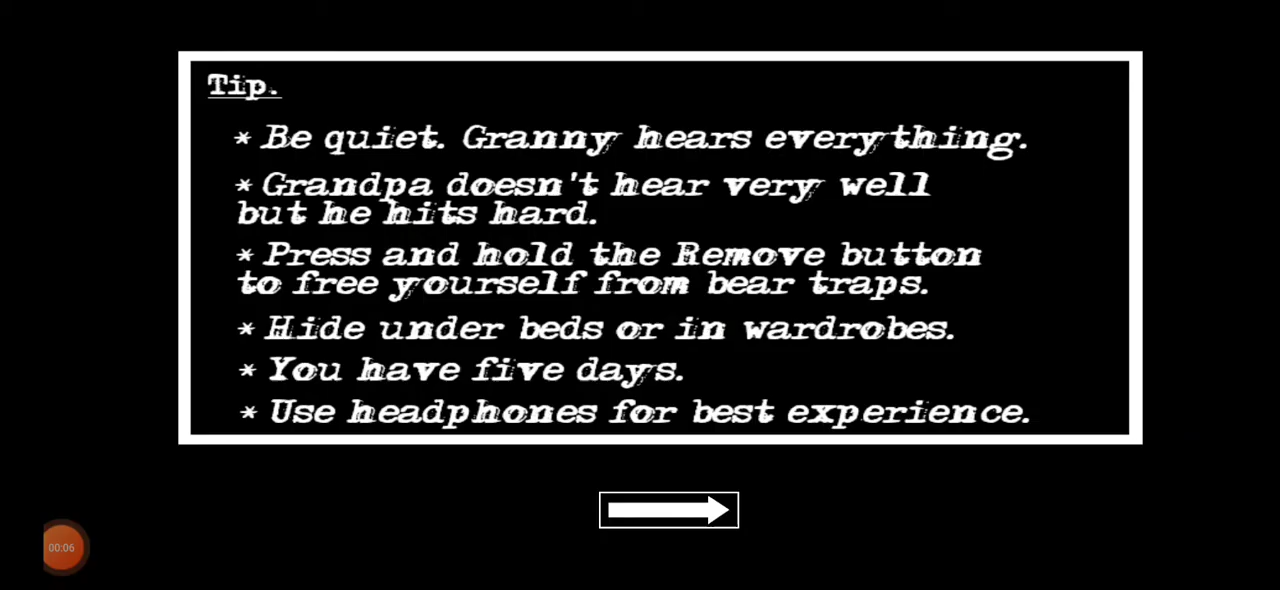 Tip.
* Be quiet. Granny hears everything.
* Grandpa doesn't hear very well
but he hits hard.
* Press and hold the Remove button
to free yourself from bear traps.
* Hide under beds or in wardrobes.
* You have five days.
* Use headphones for best experience.
00:06